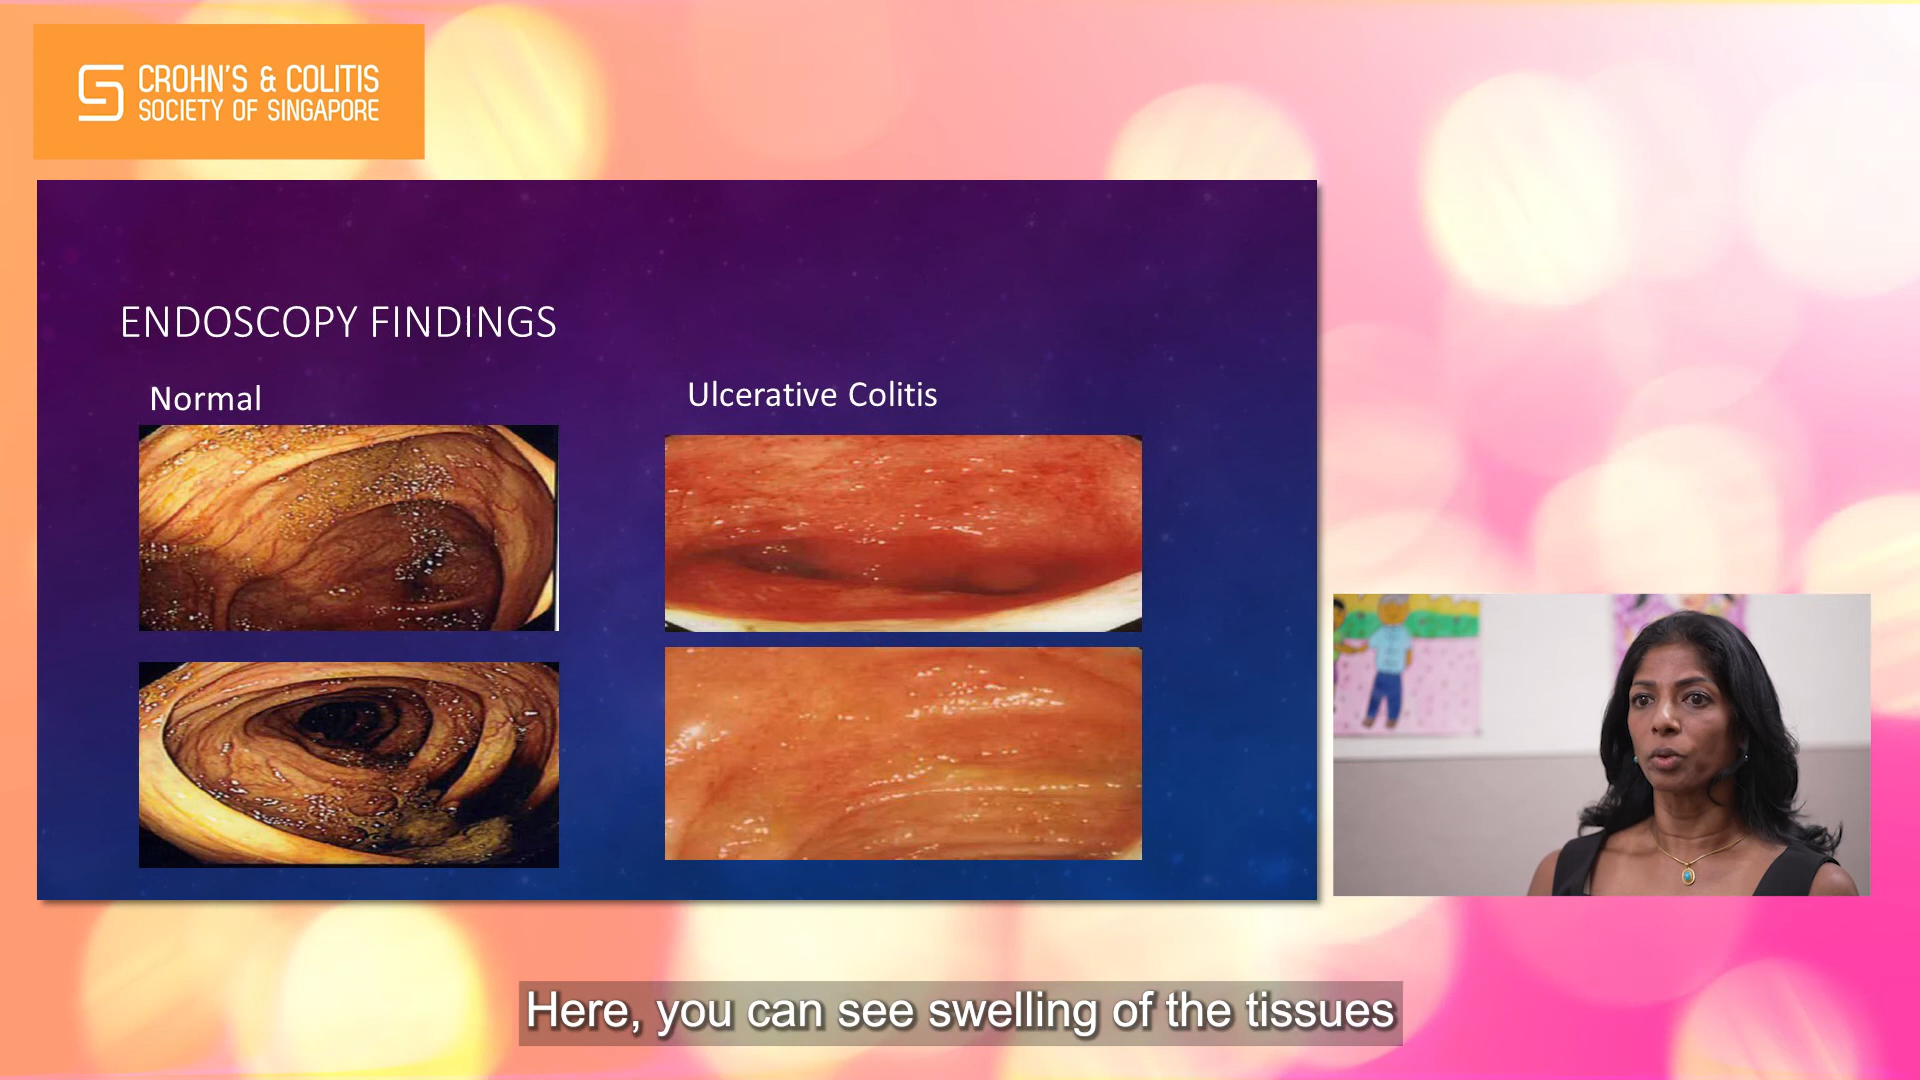 CROHN'S & COLITIS
SOCIETY OF SINGAPORE
ENDOSCOPY FINDINGS
Normal
Ulcerative Colitis
Here, you can see swelling of the tissues